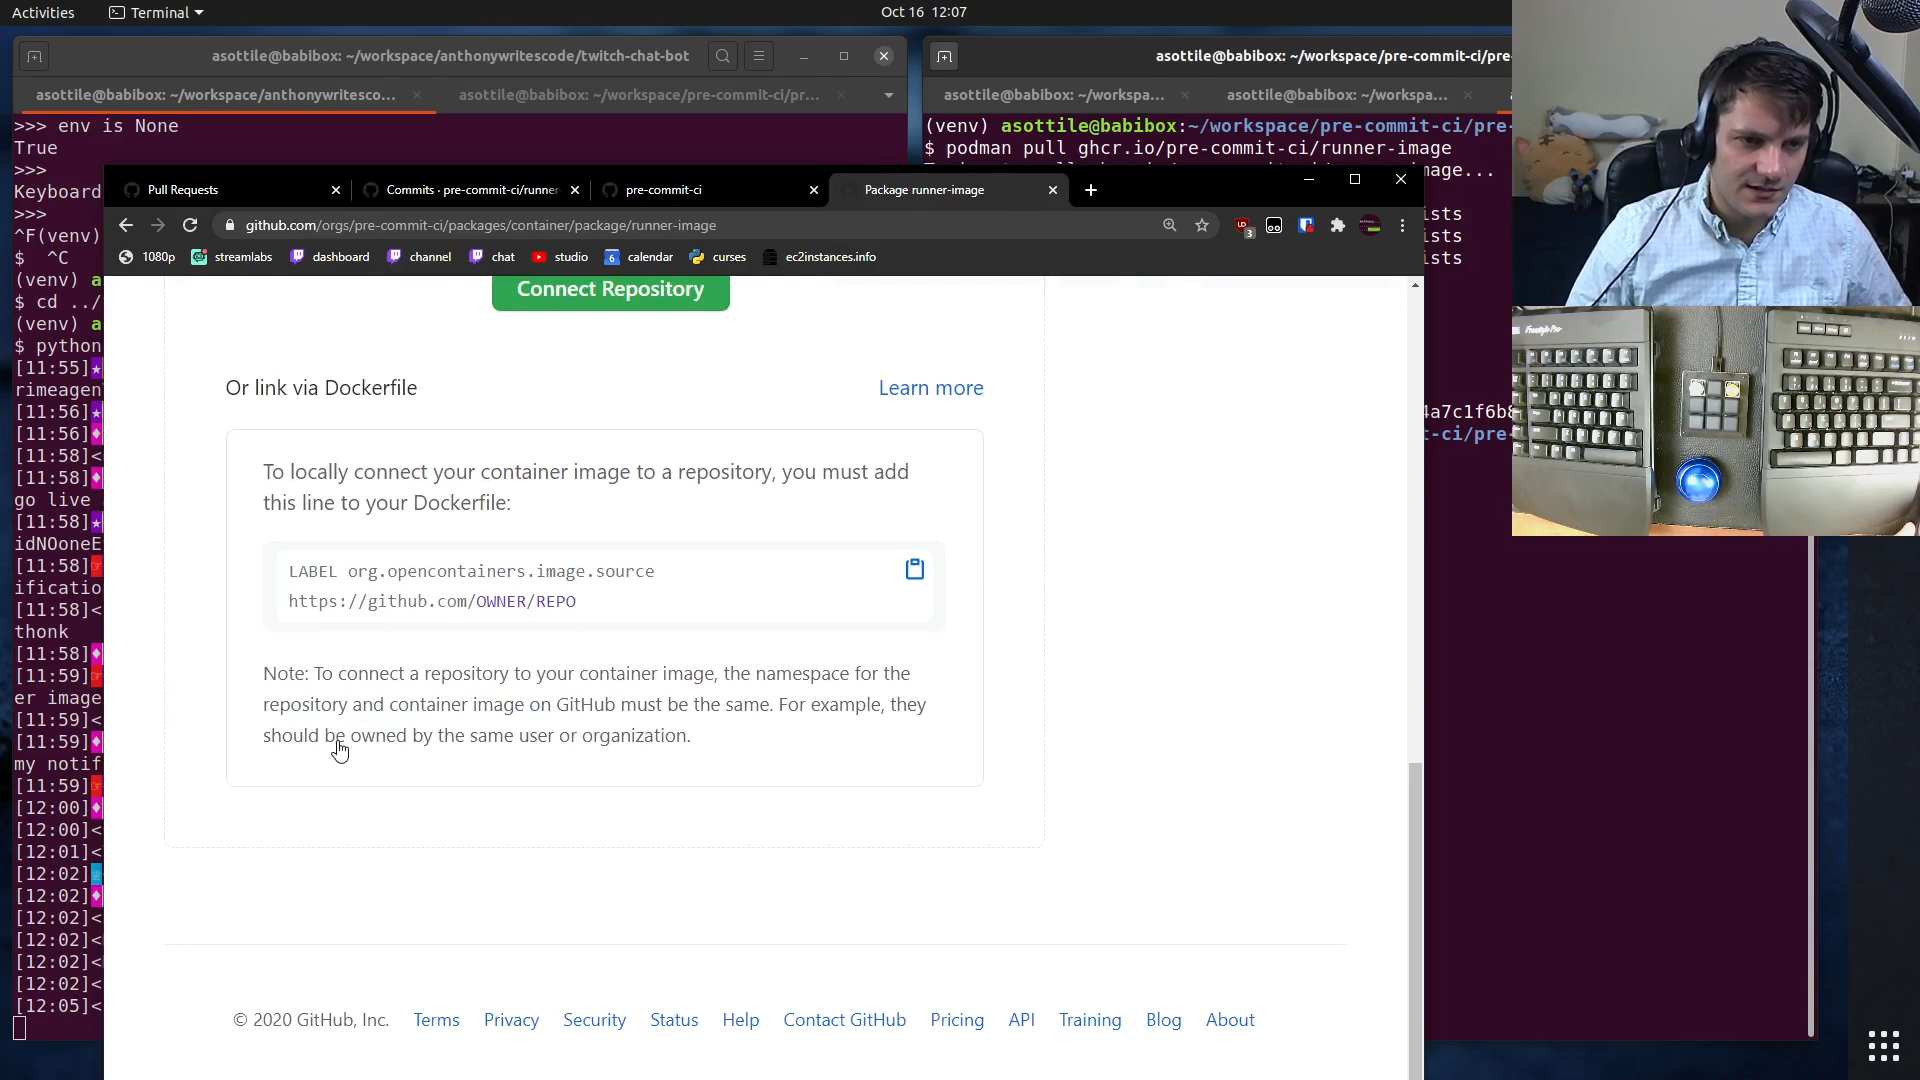 Activities
Terminal
Oct 16 12:07
asottile@babibox: ~/workspace/anthonywritescode/twitch-chat-bot
asottile@babibox: ~/workspace/pre-commit-ci/pre-
asottile@babibox: ~/workspace/anthonywritesco...
asottile@babibox: ~/workspace/pre-commit-ci/pr...
asottile@babibox: ~/workspa...
asottile@babibox: ~/workspa...
>>> env is None
True
>>>
Keyboard
>>>
^F(venv)
$ ^C
(venv) a
$ cd ../
(venv) a
$ python
[11:55]
rimeagen
[11:56]
[11:56]
[11:58]<
[11:58]
go live
[11:58]
idNOoneE
[11:58]
ificatio
[11:58]<
thonk
[11:58]
[11:59]
er image
[11:59]<
[11:59]
my notif
[11:59]
[12:00]
[12:00]<
[12:01]<
[12:02]
[12:02]
[12:02]<
[12:02]<
[12:02]<
[12:02]<
[12:05]<
(venv) asottile@babibox:~/workspace/pre-commit-ci/pre-
$ podman pull ghcr.io/pre-commit-ci/runner-image
mage...
ists
ists
ists
4a7c1f6b8
t-ci/pre-
Pull Requests
Commits · pre-commit-ci/runner-
pre-commit-ci
Package runner-image
github.com/orgs/pre-commit-ci/packages/container/package/runner-image
3
1080p
streamlabs
dashboard
channel
chat
studio
6 calendar
curses
ec2instances.info
Connect Repository
Or link via Dockerfile
Learn more
To locally connect your container image to a repository, you must add
this line to your Dockerfile:
LABEL org.opencontainers.image.source
https://github.com/OWNER/REPO
Note: To connect a repository to your container image, the namespace for the
repository and container image on GitHub must be the same. For example, they
should be owned by the same user or organization.
© 2020 GitHub, Inc.
Terms
Privacy
Security
Status
Help
Contact GitHub
Pricing
API
Training
Blog
About
Freestyle Pro